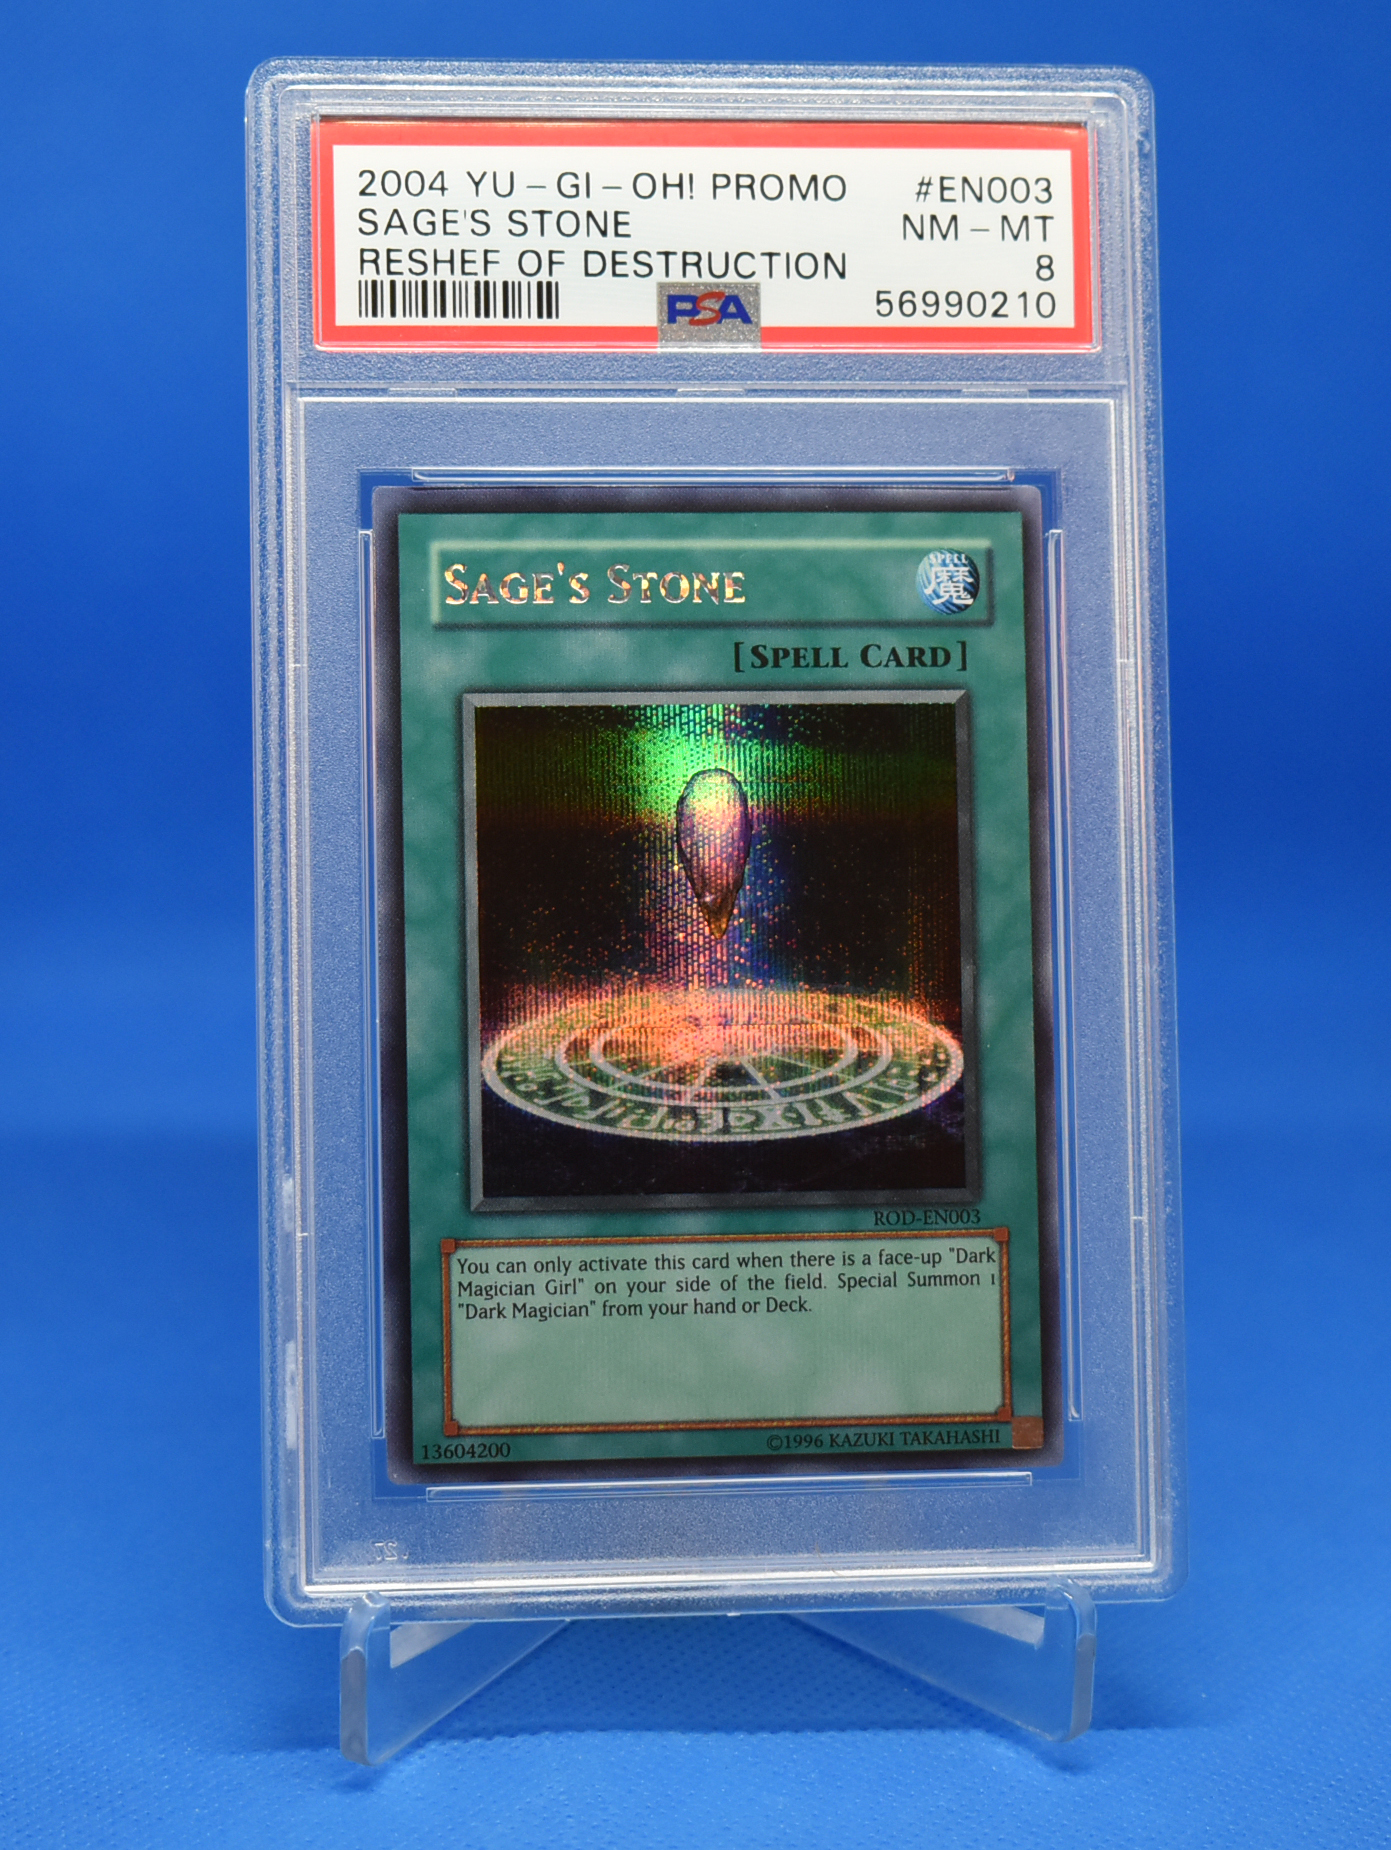 2004 YU-GI-OH! PROMO #EN003
SAGE'S STONE NM-MT
RESHEF OF DESTRUCTION 8
PSA 56990210
SAGE'S STONE
SPELL
魔
[SPELL CARD]
ROD-EN003
You can only activate this card when there is a face-up "Dark
Magician Girl" on your side of the field. Special Summon 1
"Dark Magician" from your hand or Deck.
13604200 ©1996 KAZUKI TAKAHASHI